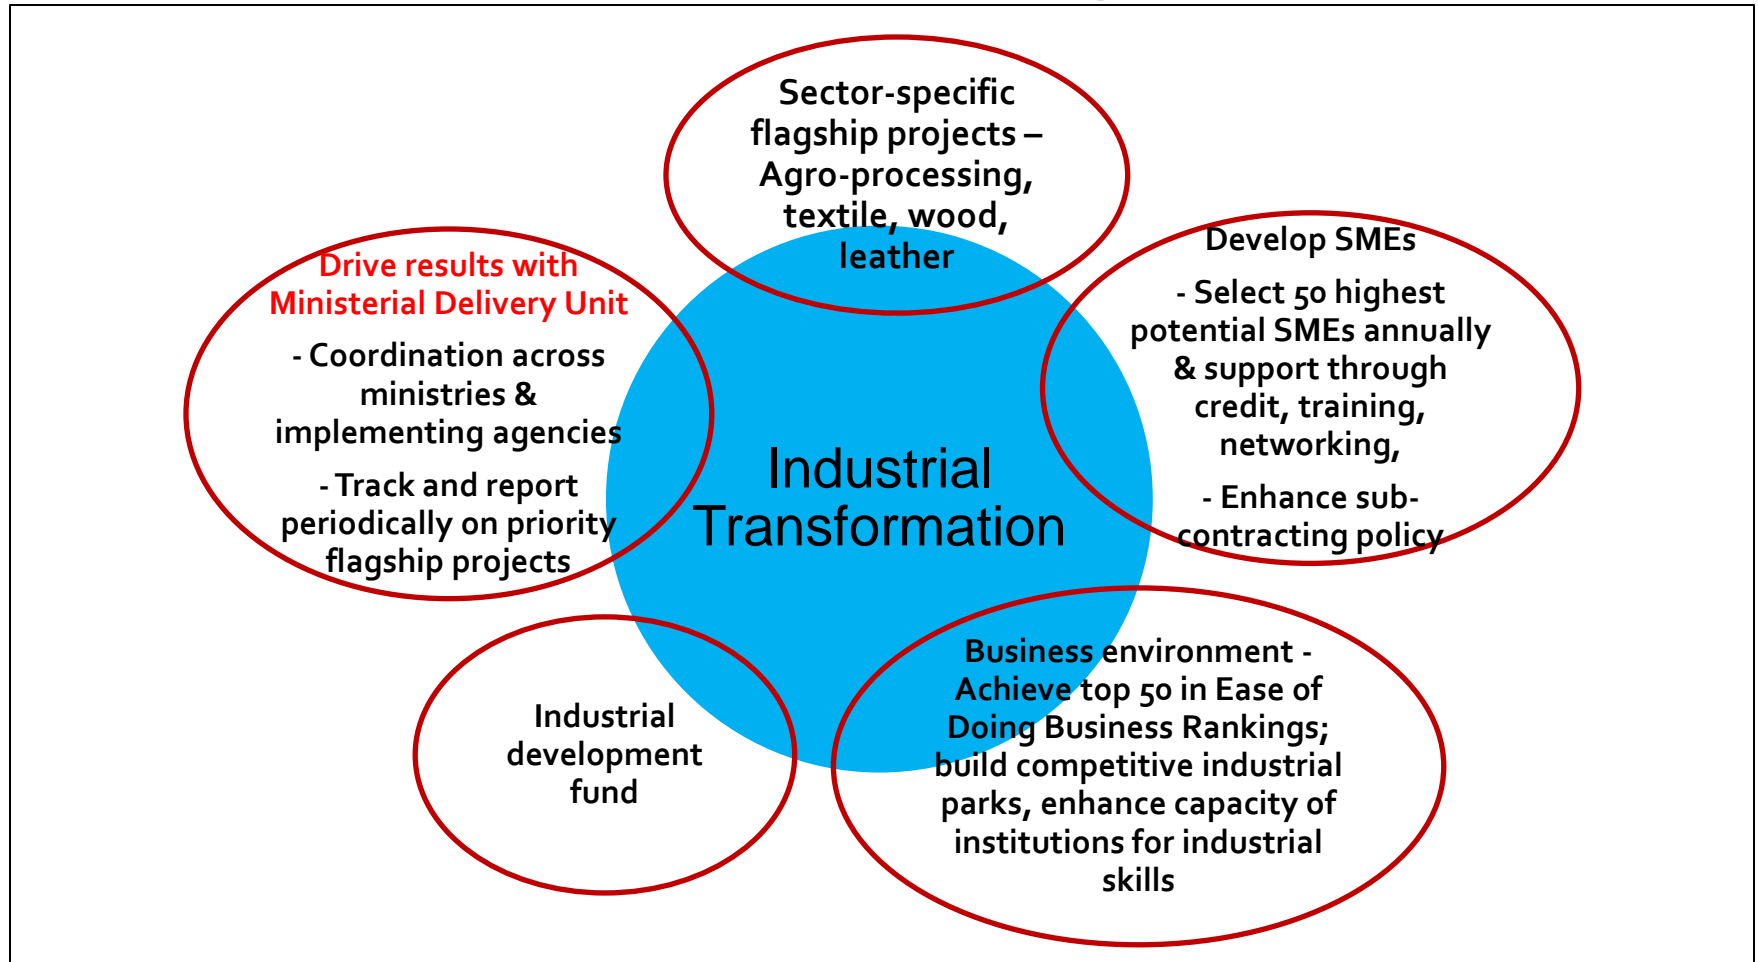 Sector-specific
flagship projects –
Agro-processing,
textile, wood,
leather
Develop SMEs
- Select 50 highest
potential SMEs annually
& support through
credit, training,
networking,
- Enhance sub-
contracting policy
Business environment -
Achieve top 50 in Ease of
Doing Business Rankings;
build competitive industrial
parks, enhance capacity of
institutions for industrial
skills
Industrial
development
fund
Drive results with
Ministerial Delivery Unit
- Coordination across
ministries &
implementing agencies
- Track and report
periodically on priority
flagship projects
Industrial
Transformation